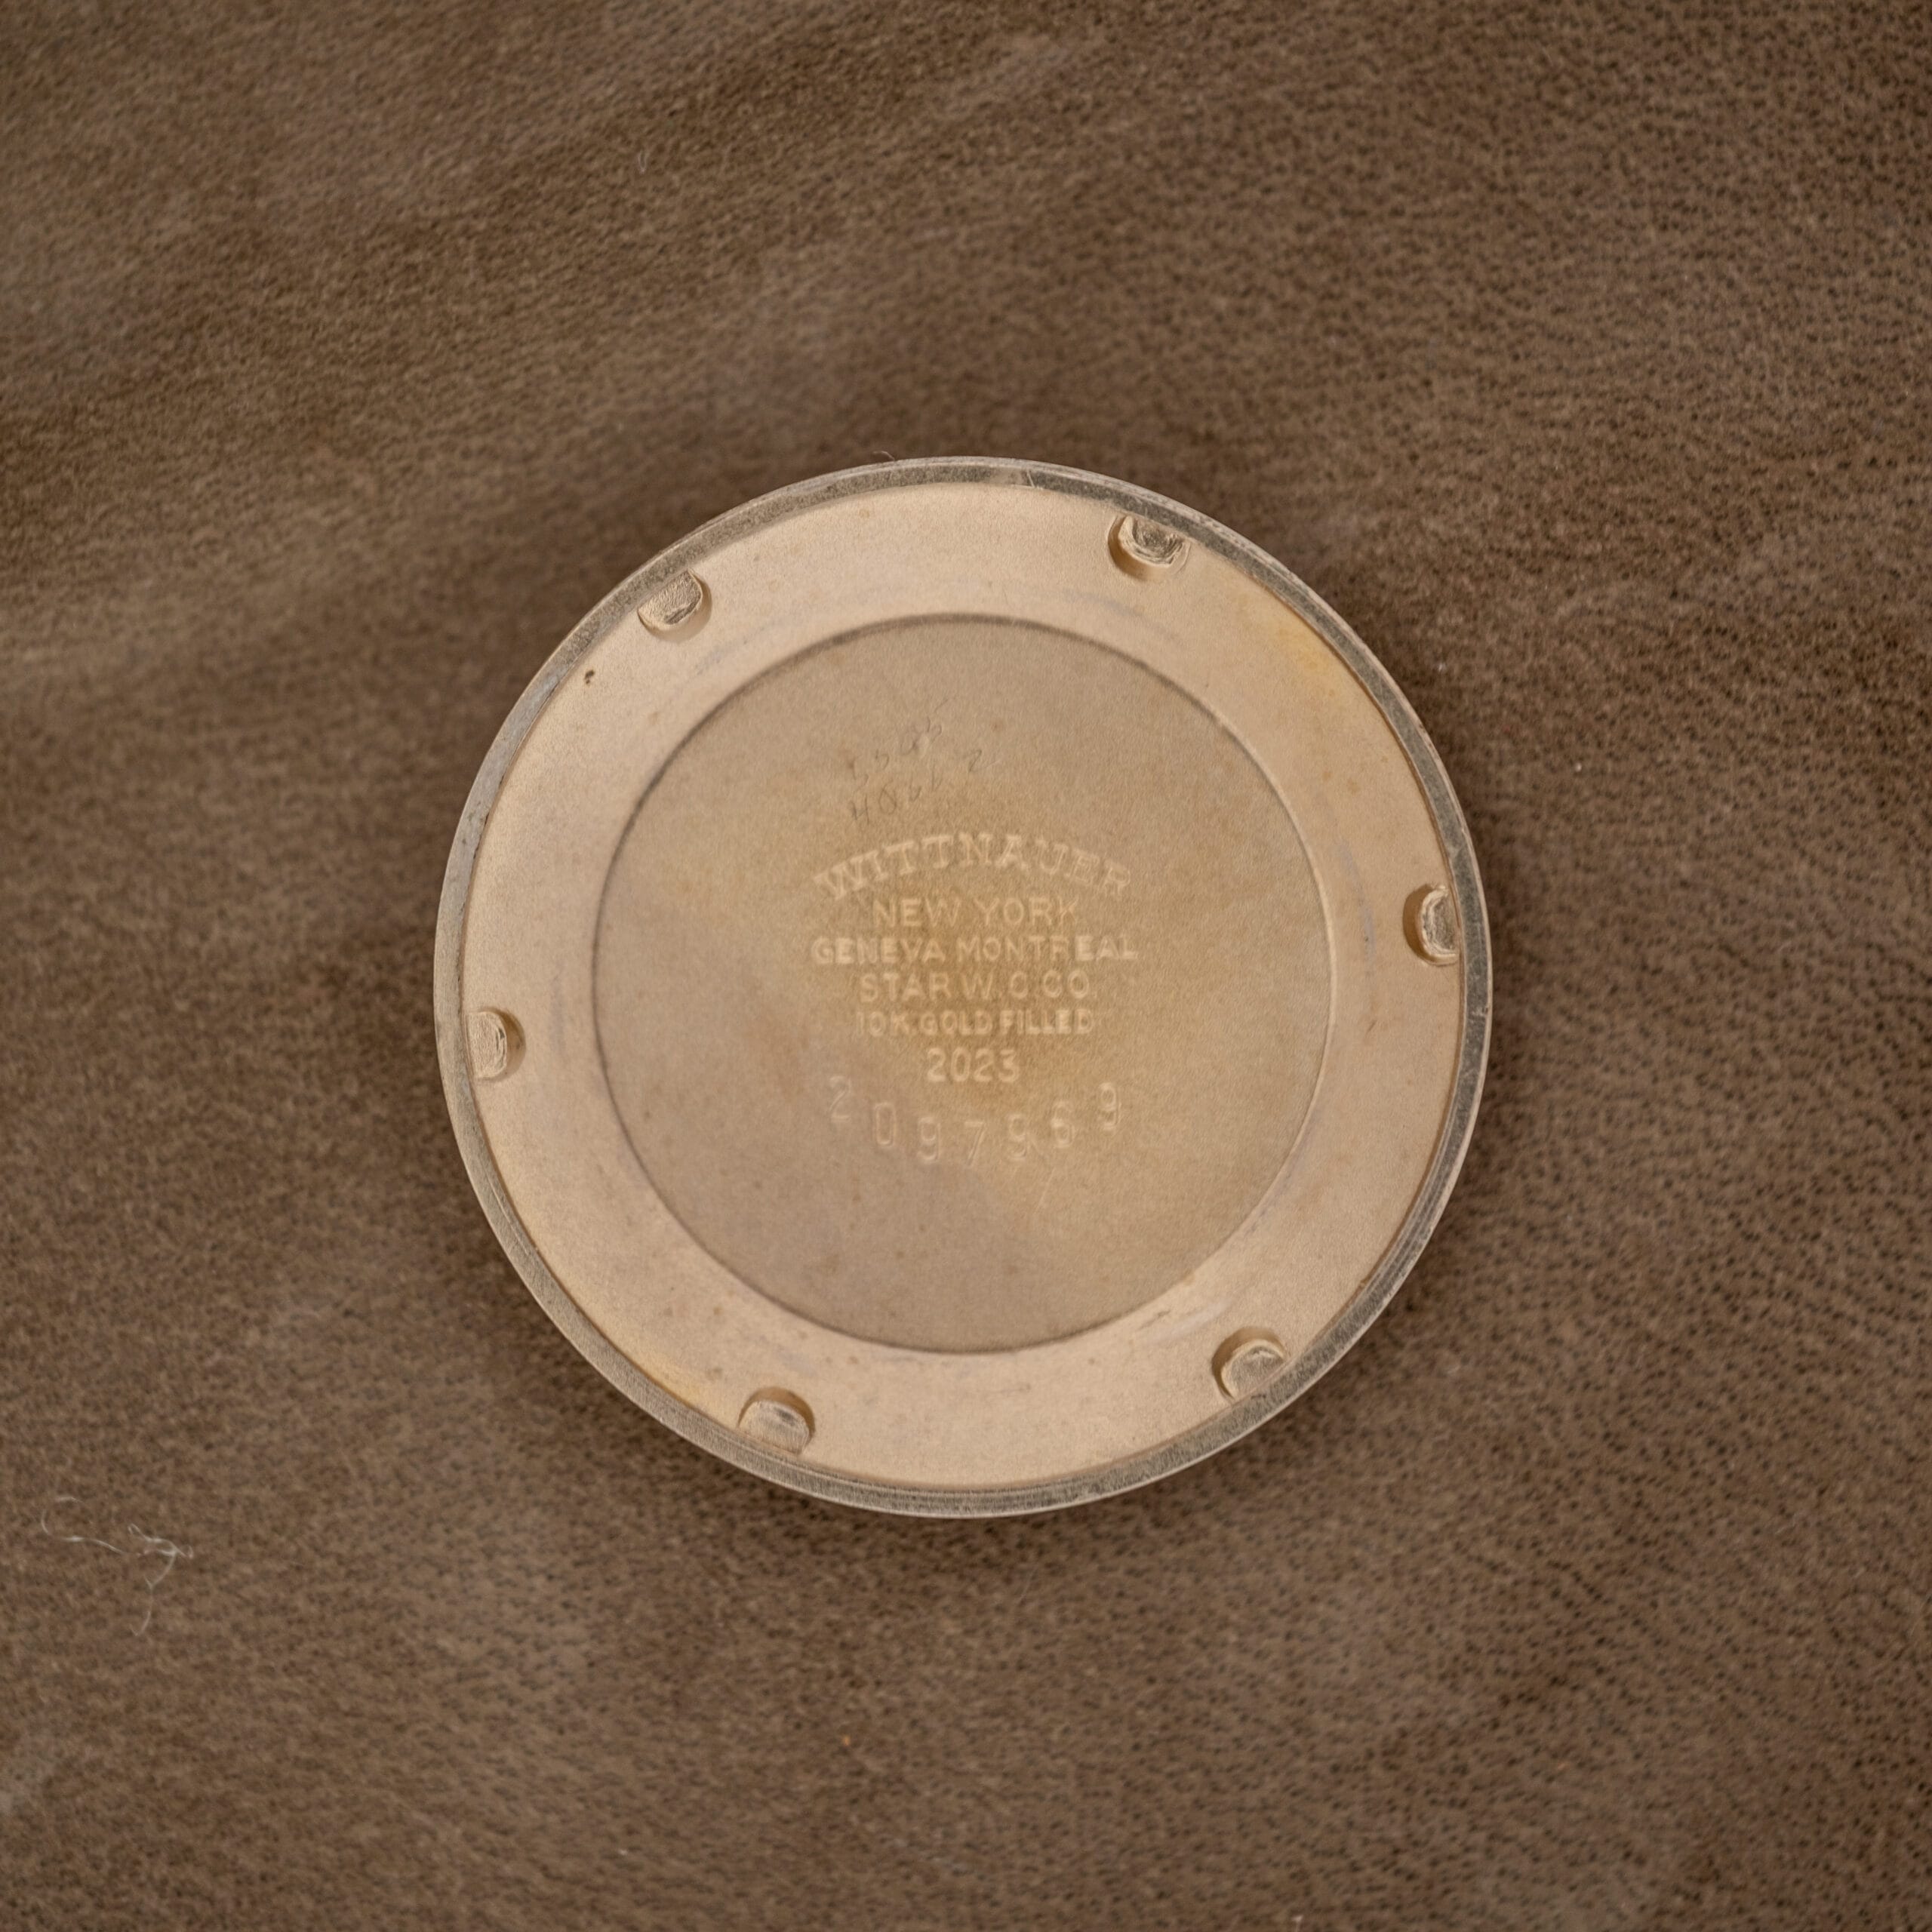 WITTNAUER
NEW YORK
GENEVA MONTREAL
STAR W.C.CO.
10K.GOLD FILLED
2023
2097969